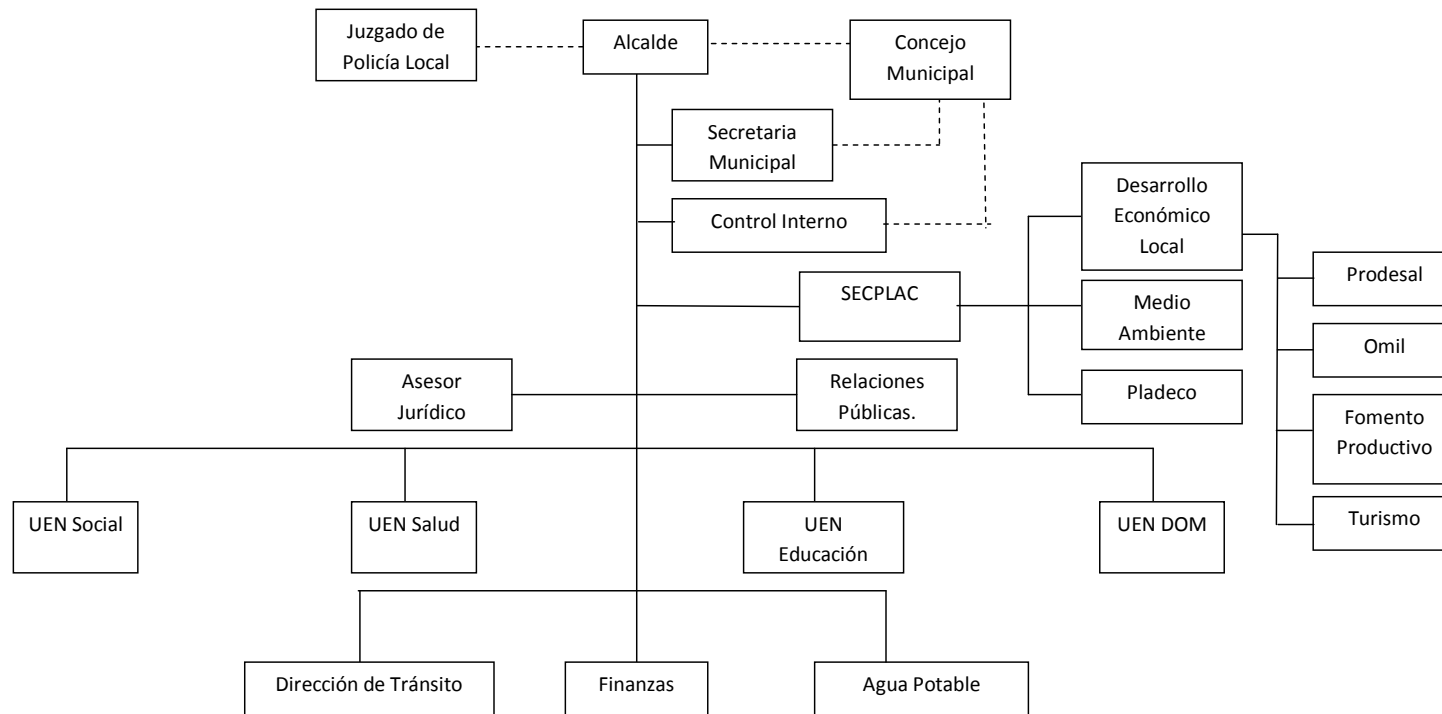 Juzgado de
Policía Local
Alcalde
Concejo
Municipal
Secretaria
Municipal
Control Interno
SECPLAC
Desarrollo
Económico
Local
Medio
Ambiente
Pladeco
Prodesal
Omil
Fomento
Productivo
Turismo
Asesor
Jurídico
Relaciones
Públicas.
UEN Social
UEN Salud
UEN
Educación
UEN DOM
Dirección de Tránsito
Finanzas
Agua Potable